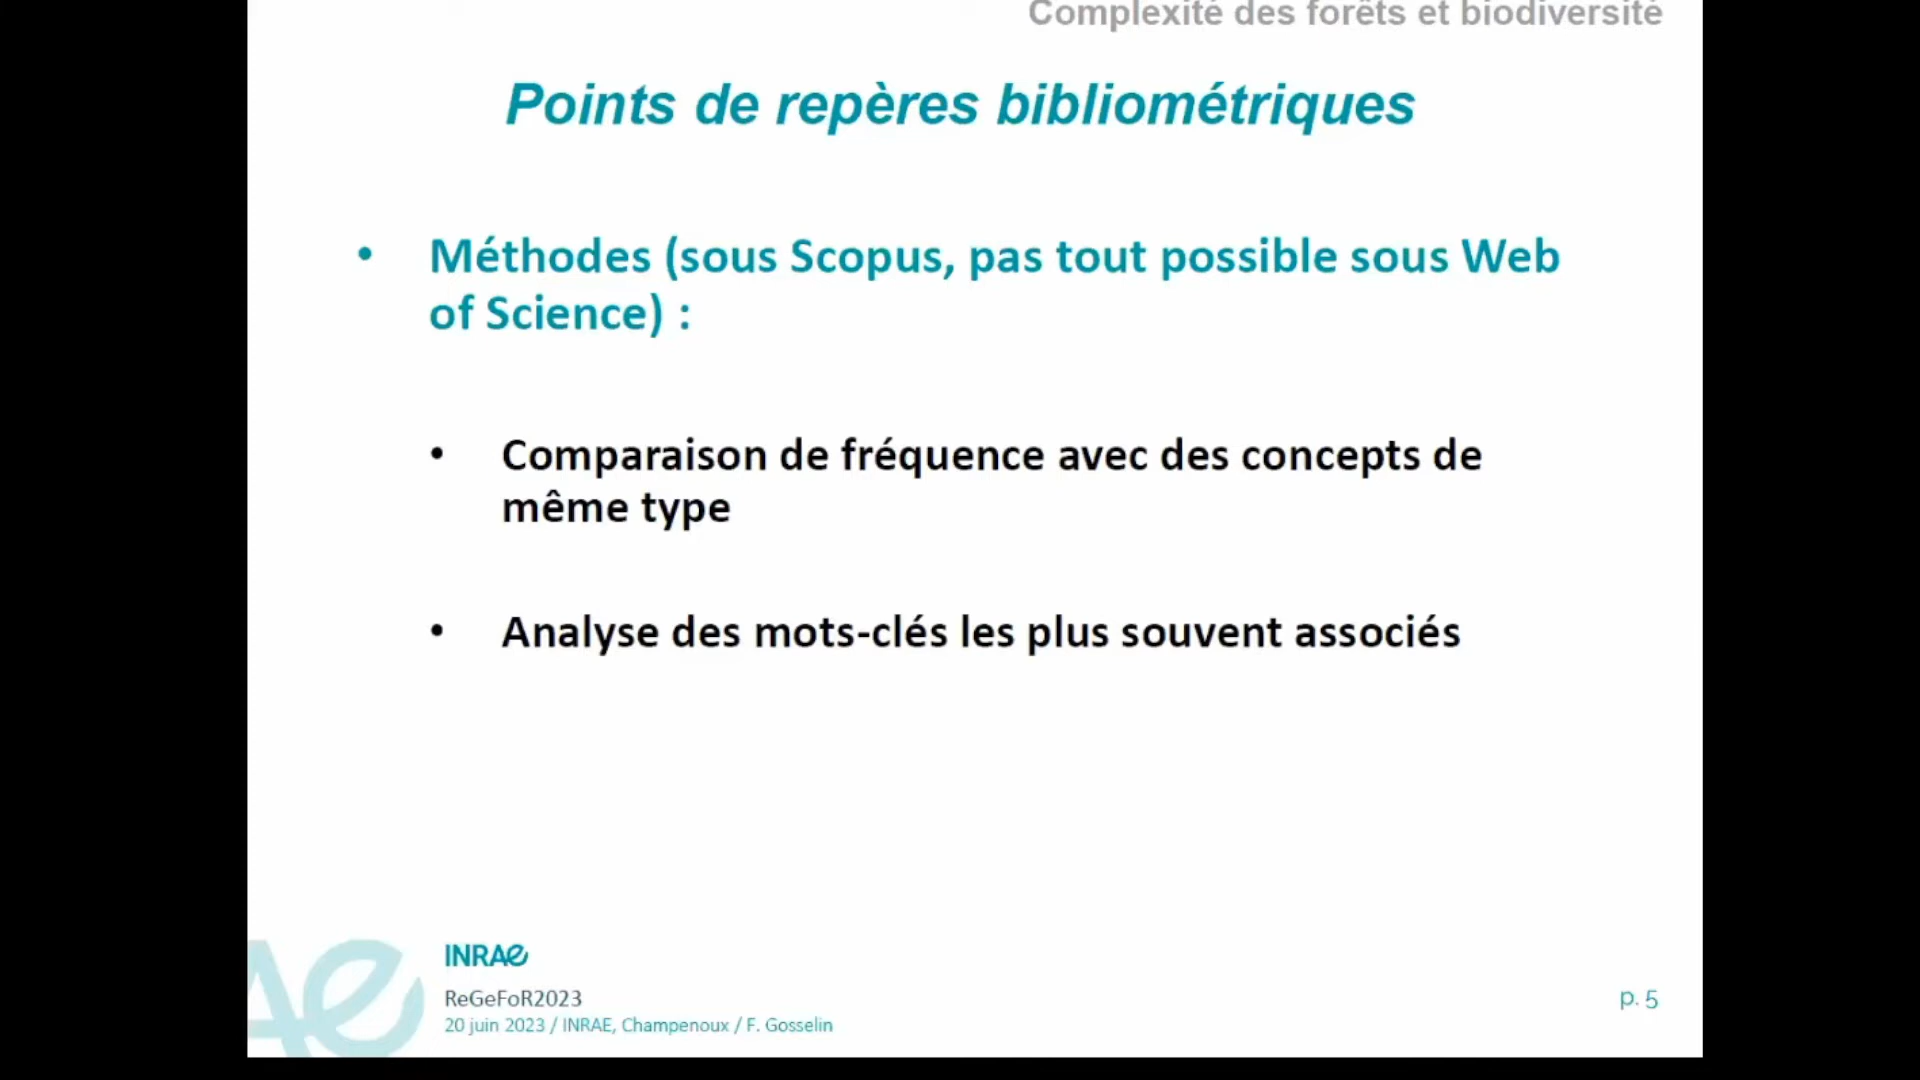 Complexité des forêts et biodiversité
Points de repères bibliométriques
• Méthodes (sous Scopus, pas tout possible sous Web
of Science) :
• Comparaison de fréquence avec des concepts de
même type
• Analyse des mots-clés les plus souvent associés
INRAE
ReGeFoR2023
20 juin 2023 / INRAE, Champenoux / F. Gosselin
p. 5